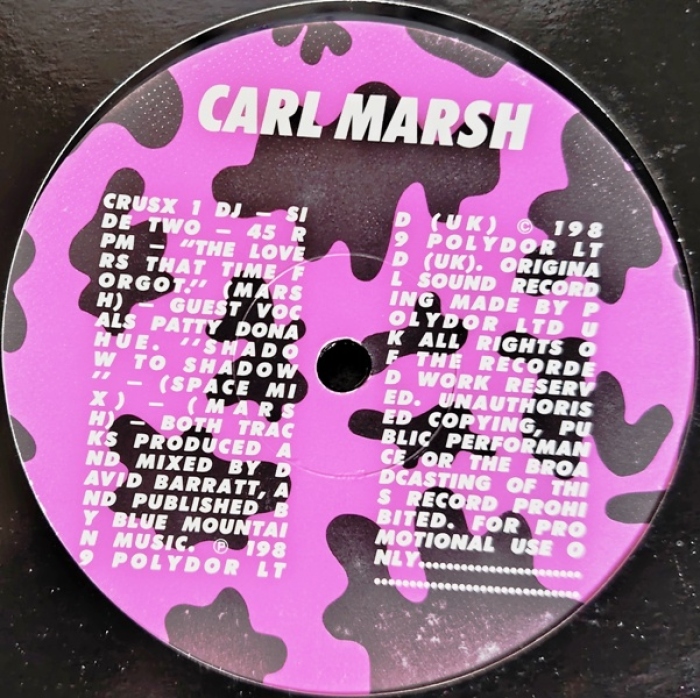 CARL MARSH
CRUSX 1 DJ – SI
DE TWO – 45 R
PM – "THE LOVE
RS THAT TIME F
ORGOT." (MARS
H) – GUEST VOC
ALS PATTY DONA
HUE. "SHADO
W TO SHADOW
" – (SPACE MI
X) – (MARS
H) – BOTH TRAC
KS PRODUCED A
ND MIXED BY D
AVID BARRATT, A
ND PUBLISHED B
Y BLUE MOUNTAI
N MUSIC. ℗ 198
9 POLYDOR LT
D (UK) © 198
9 POLYDOR LT
D (UK). ORIGINA
L SOUND RECORD
ING MADE BY P
OLYDOR LTD U
K ALL RIGHTS O
F THE RECORDE
D WORK RESERV
ED. UNAUTHORIS
ED COPYING, PU
BLIC PERFORMAN
CE OR THE BROA
DCASTING OF THI
S RECORD PROHI
BITED. FOR PRO
MOTIONAL USE O
NLY.......................
..............................